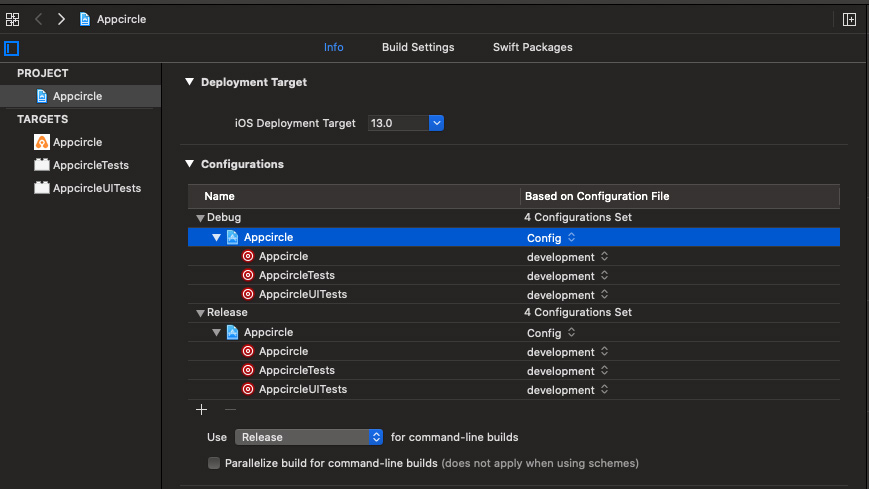 Appcircle
Info Build Settings Swift Packages
PROJECT
Appcircle
TARGETS
Appcircle
AppcircleTests
AppcircleUITests
Deployment Target
iOS Deployment Target 13.0
Configurations
Name Based on Configuration File
Debug 4 Configurations Set
Appcircle Config
Appcircle development
AppcircleTests development
AppcircleUITests development
Release 4 Configurations Set
Appcircle Config
Appcircle development
AppcircleTests development
AppcircleUITests development
Use Release for command-line builds
Parallelize build for command-line builds (does not apply when using schemes)